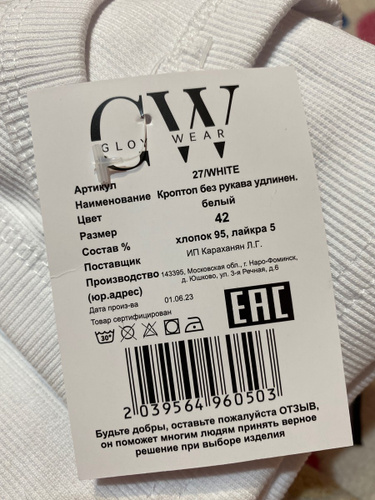 GW
GLOW WEAR
Артикул 27/WHITE
Наименование Кроптоп без рукава удлинен.
Цвет белый
Размер 42
Состав % хлопок 95, лайкра 5
Поставщик ИП Караханян Л.Г.
Производство (юр.адрес) 143395, Московская обл., г. Наро-Фоминск,
д. Юшково, ул. 3-я Речная, д.6
Дата произ-ва 01.06.23
Товар сертифицирован
30°
EAC
2 039564 960503
Будьте добры, оставьте пожалуйста ОТЗЫВ,
он поможет многим людям принять верное
решение при выборе изделия